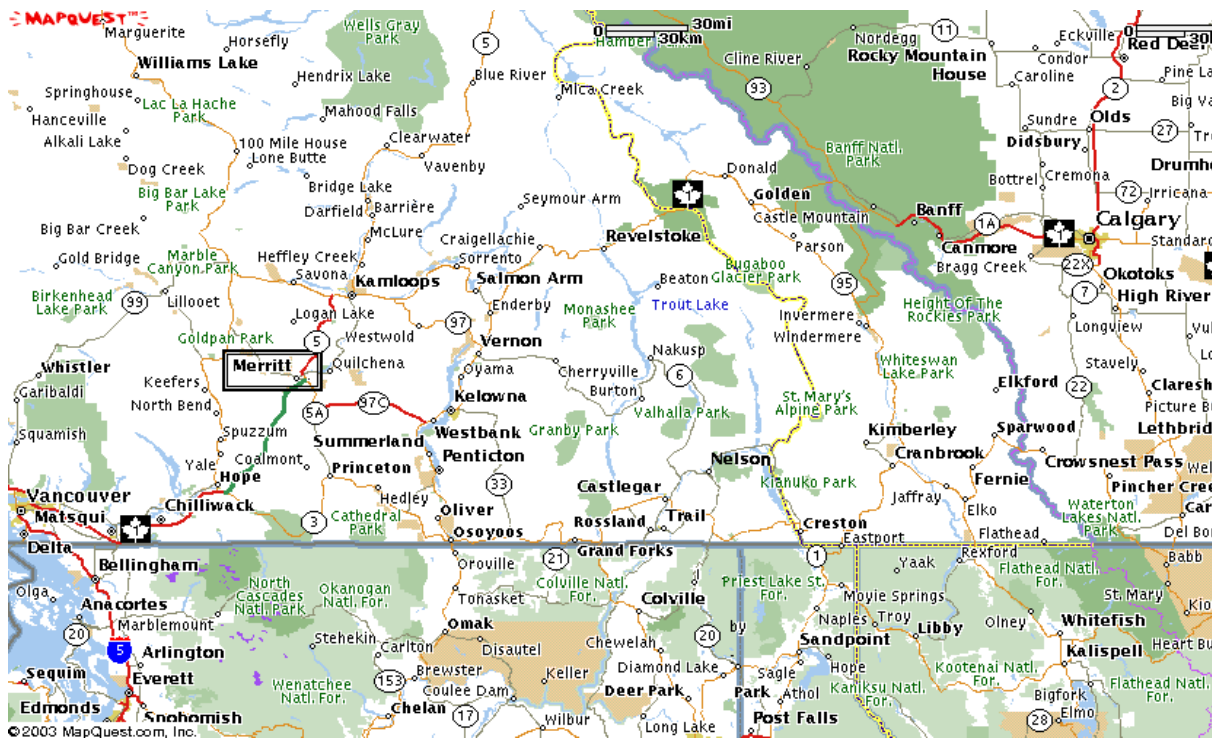 MAPQUEST
30mi
0
30km
30mi
0
Marguerite
Horsefly
Wells Gray
Park
5
Hamber
Cline River
Nordegg
11
Rocky Mountain
House
Eckville
Condor
Red Deer
Caroline
Williams Lake
Hendrix Lake
Blue River
Mica Creek
93
2
Pine La
Springhouse
Lac La Hache
Park
Mahood Falls
Hanceville
Alkali Lake
Sundre
Olds
Big Va
27
Didsbury
100 Mile House
Lone Butte
Clearwater
Vavenby
Dog Creek
Banff Natl.
Park
Donald
Bottrel
Cremona
Drumh
Big Bar Lake
Park
Bridge Lake
Darfield
Barrière
Seymour Arm
1
Golden
Castle Mountain
Banff
72
Irricana
1A
1
Calgary
Big Bar Creek
McLure
Craigellachie
Revelstoke
Parson
Canmore
Bragg Creek
Standard
Gold Bridge
Marble
Canyon Park
Heffley Creek
Savona
Sorrento
Kamloops
Salmon Arm
Bugaboo
Glacier Park
22X
Okotoks
Birkenhead
Lake Park
99
Lillooet
Logan Lake
Enderby
Monashee
Park
Beaton
Trout Lake
95
Height Of The
Rockies Park
7
High River
Goldpan Park
5
Westwold
97
Vernon
Invermere
Windermere
Longview
Whistler
Merritt
Quilchena
Oyama
Cherryville
Nakusp
Burton
6
Whiteswan
Lake Park
Stavely
Garibaldi
Keefers
North Bend
5A
97C
Kelowna
Valhalla Park
St. Mary's
Alpine Park
Elkford
22
Claresh
Picture Bu
Squamish
Spuzzum
Summerland
Westbank
Granby Park
Kimberley
Sparwood
Lethbrid
Yale
Coalmont
Penticton
Nelson
Cranbrook
Crowsnest Pass
Hope
Princeton
33
Castlegar
Kianuko Park
Fernie
Pincher Cree
Vancouver
Chilliwack
Hedley
Jaffray
Waterton
Lakes Natl.
Park
Matsqui
1
3
Cathedral
Park
Oliver
Osoyoos
Rossland
Trail
Creston
Elko
Card
Delta
21
Grand Forks
1
Eastport
Flathead
Del Bo
Bellingham
Oroville
Rexford
Babb
Olga
North
Cascades
Natl. Park
Okanogan
Natl. For.
Tonasket
Colville Natl.
For.
Colville
Priest Lake St.
For.
Yaak
Moyie Springs
Flathead Natl.
For.
St. Mary
Anacortes
20
Marblemount
Omak
Naples
Troy
Libby
Olney
Whitefish
Kio
5
Arlington
Stehekin
Carlton
Disautel
Chewelah
20
by
Sandpoint
Kalispell
Heart Bu
Sequim
Everett
Wenatchee Natl.
For.
153
Brewster
Coulee Dam
Keller
Diamond Lake
Deer Park
Park
Sagle
Athol
Hope
Kaniksu Natl.
For.
Kootenai Natl.
For.
Bigfork
Flathead Natl.
For.
Edmonds
Snohomish
Chelan
17
Wilbur
Long Lake
Post Falls
28
Elmo
©2003 MapQuest.com, Inc.